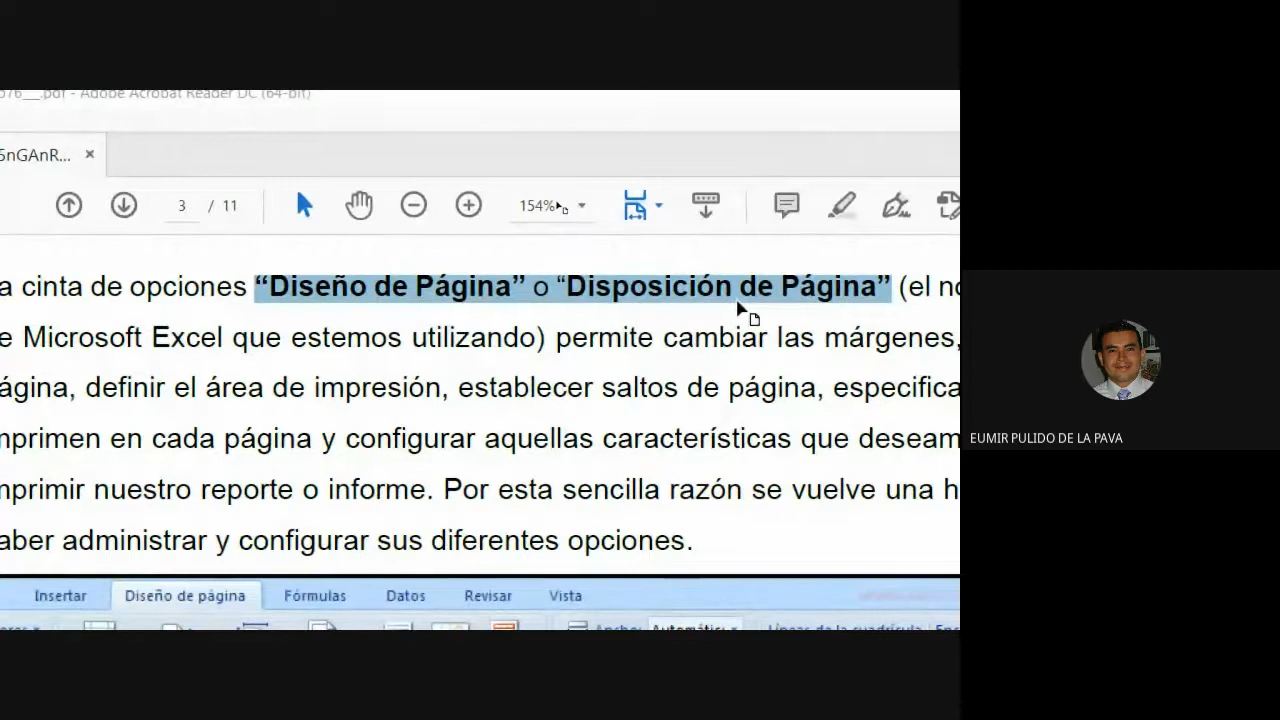 .pdf - Adobe Acrobat Reader DC (64-bit)
5nGAnR...
3 / 11 154%
a cinta de opciones “Diseño de Página” o “Disposición de Página” (el
e Microsoft Excel que estemos utilizando) permite cambiar las márgenes,
ágina, definir el área de impresión, establecer saltos de página, especifica
EUMIR PULIDO DE LA PAVA
mprimen en cada página y configurar aquellas características que deseam
mprimir nuestro reporte o informe. Por esta sencilla razón se vuelve una h
aber administrar y configurar sus diferentes opciones.
Insertar Diseño de página Fórmulas Datos Revisar Vista